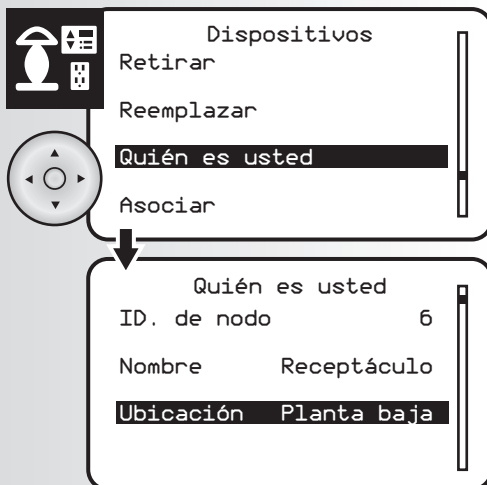 Dispositivos
Retirar
Reemplazar
Quién es usted
Asociar
Quién es usted
ID. de nodo 6
Nombre Receptáculo
Ubicación Planta baja